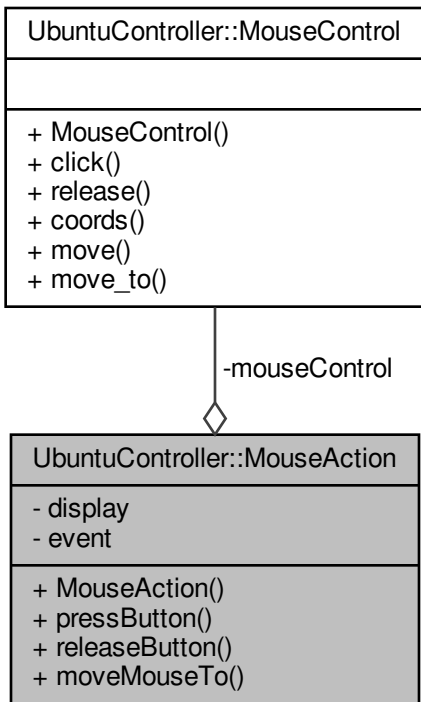 UbuntuController::MouseControl
+ MouseControl()
+ click()
+ release()
+ coords()
+ move()
+ move_to()
-mouseControl
UbuntuController::MouseAction
- display
- event
+ MouseAction()
+ pressButton()
+ releaseButton()
+ moveMouseTo()